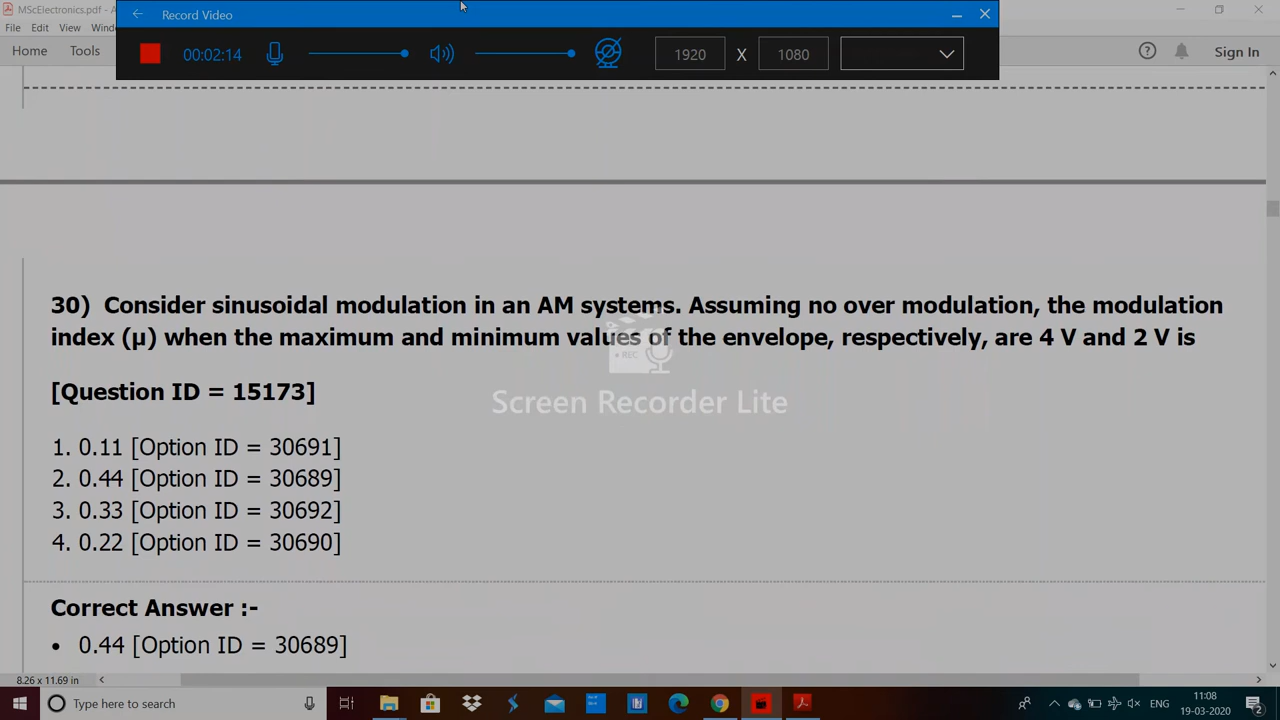 MScElectronics.pdf - A
Record Video
File Edit View Windo
00:02:14
1920 X 1080
Home Tools
Sign In
30) Consider sinusoidal modulation in an AM systems. Assuming no over modulation, the modulation
index (μ) when the maximum and minimum values of the envelope, respectively, are 4 V and 2 V is
REC
Screen Recorder Lite
[Question ID = 15173]
1. 0.11 [Option ID = 30691]
2. 0.44 [Option ID = 30689]
3. 0.33 [Option ID = 30692]
4. 0.22 [Option ID = 30690]
Correct Answer :-
• 0.44 [Option ID = 30689]
8.26 x 11.69 in
Type here to search
ENG
11:08
19-03-2020
2